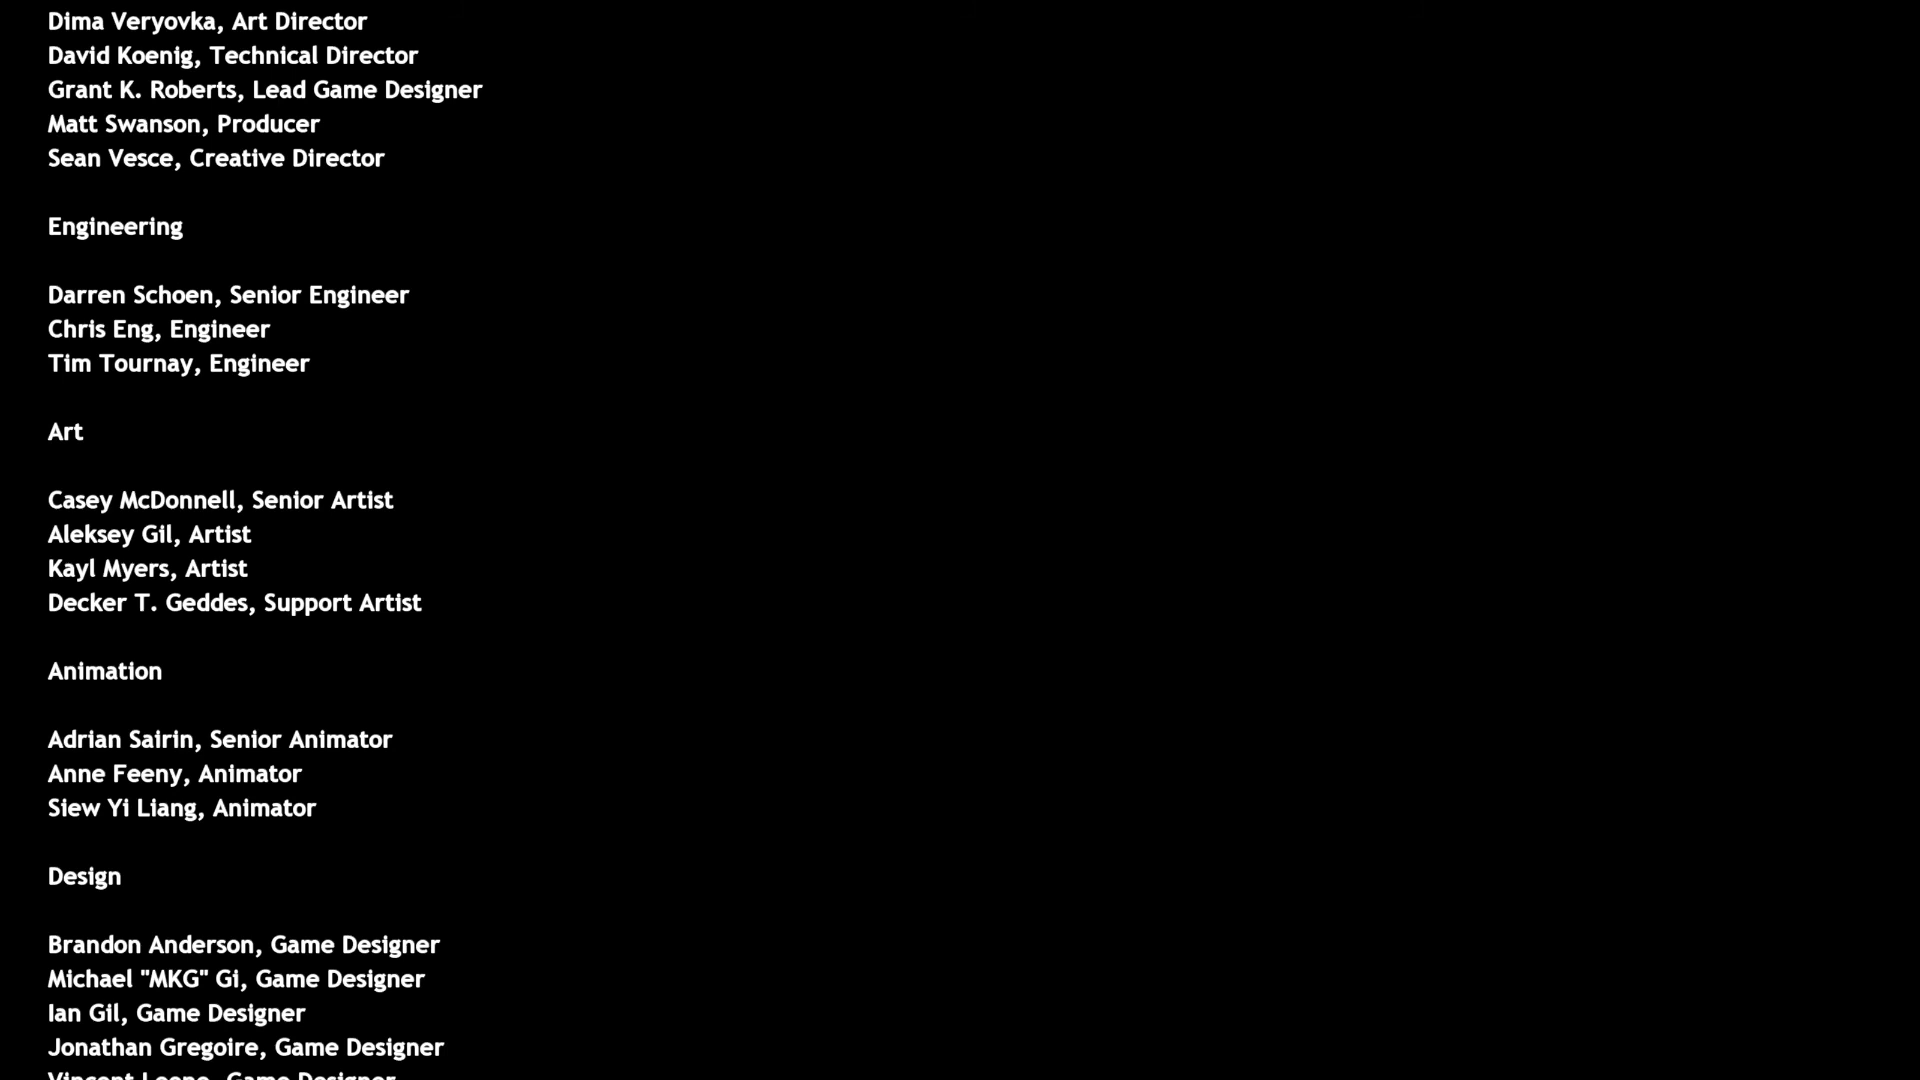 Dima Veryovka, Art Director
David Koenig, Technical Director
Grant K. Roberts, Lead Game Designer
Matt Swanson, Producer
Sean Vesce, Creative Director
Engineering
Darren Schoen, Senior Engineer
Chris Eng, Engineer
Tim Tournay, Engineer
Art
Casey McDonnell, Senior Artist
Aleksey Gil, Artist
Kayl Myers, Artist
Decker T. Geddes, Support Artist
Animation
Adrian Sairin, Senior Animator
Anne Feeny, Animator
Siew Yi Liang, Animator
Design
Brandon Anderson, Game Designer
Michael "MKG" Gi, Game Designer
Ian Gil, Game Designer
Jonathan Gregoire, Game Designer
Vincent Leone, Game Designer